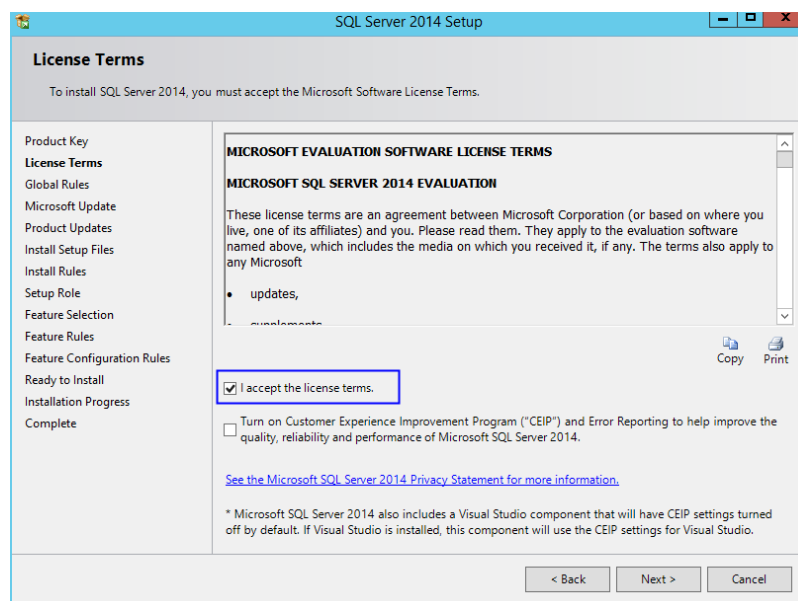 SQL Server 2014 Setup
License Terms
To install SQL Server 2014, you must accept the Microsoft Software License Terms.
Product Key
License Terms
Global Rules
Microsoft Update
Product Updates
Install Setup Files
Install Rules
Setup Role
Feature Selection
Feature Rules
Feature Configuration Rules
Ready to Install
Installation Progress
Complete
MICROSOFT EVALUATION SOFTWARE LICENSE TERMS
MICROSOFT SQL SERVER 2014 EVALUATION
These license terms are an agreement between Microsoft Corporation (or based on where you
live, one of its affiliates) and you. Please read them. They apply to the evaluation software
named above, which includes the media on which you received it, if any. The terms also apply to
any Microsoft
• updates,
• supplements
Copy Print
I accept the license terms.
Turn on Customer Experience Improvement Program ("CEIP") and Error Reporting to help improve the
quality, reliability and performance of Microsoft SQL Server 2014.
See the Microsoft SQL Server 2014 Privacy Statement for more information.
* Microsoft SQL Server 2014 also includes a Visual Studio component that will have CEIP settings turned
off by default. If Visual Studio is installed, this component will use the CEIP settings for Visual Studio.
< Back Next > Cancel